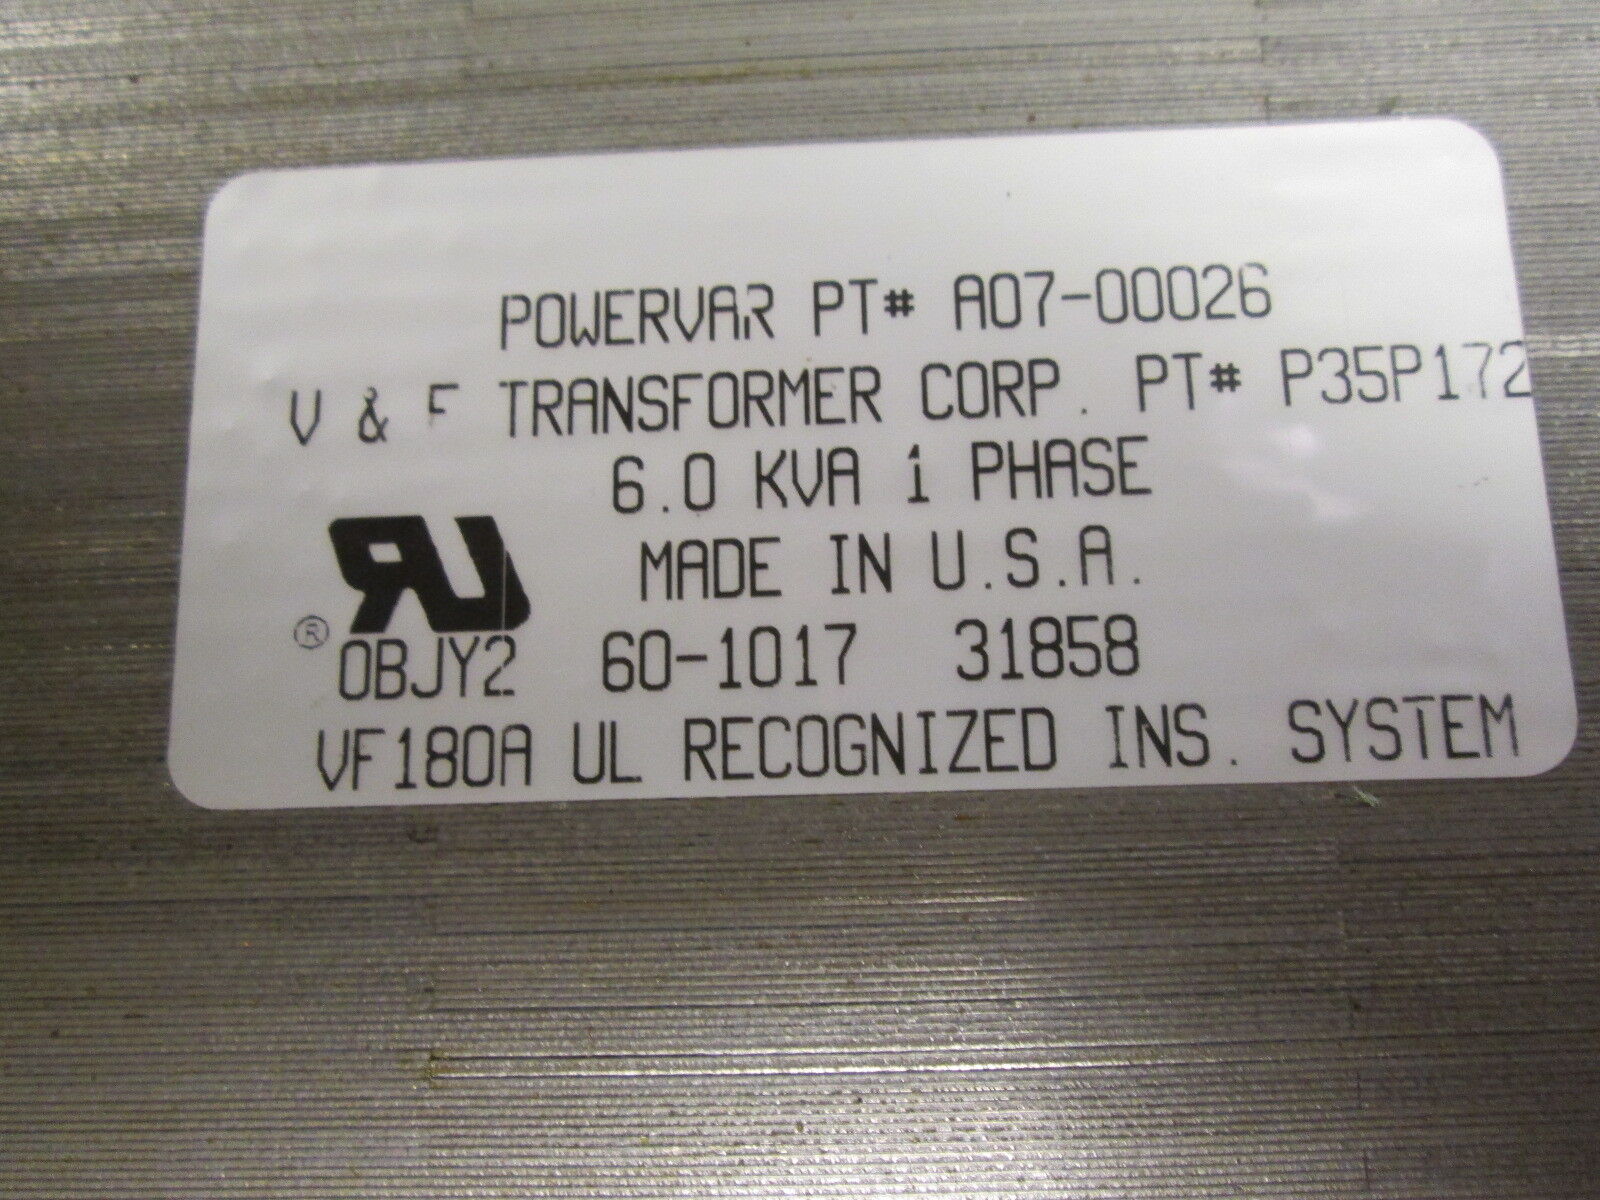 POWERVAR PT# A07-00026
V & F TRANSFORMER CORP. PT# P35P172
6.0 KVA 1 PHASE
MADE IN U.S.A.
RU ®
OBJY2 60-1017 31858
VF180A UL RECOGNIZED INS. SYSTEM